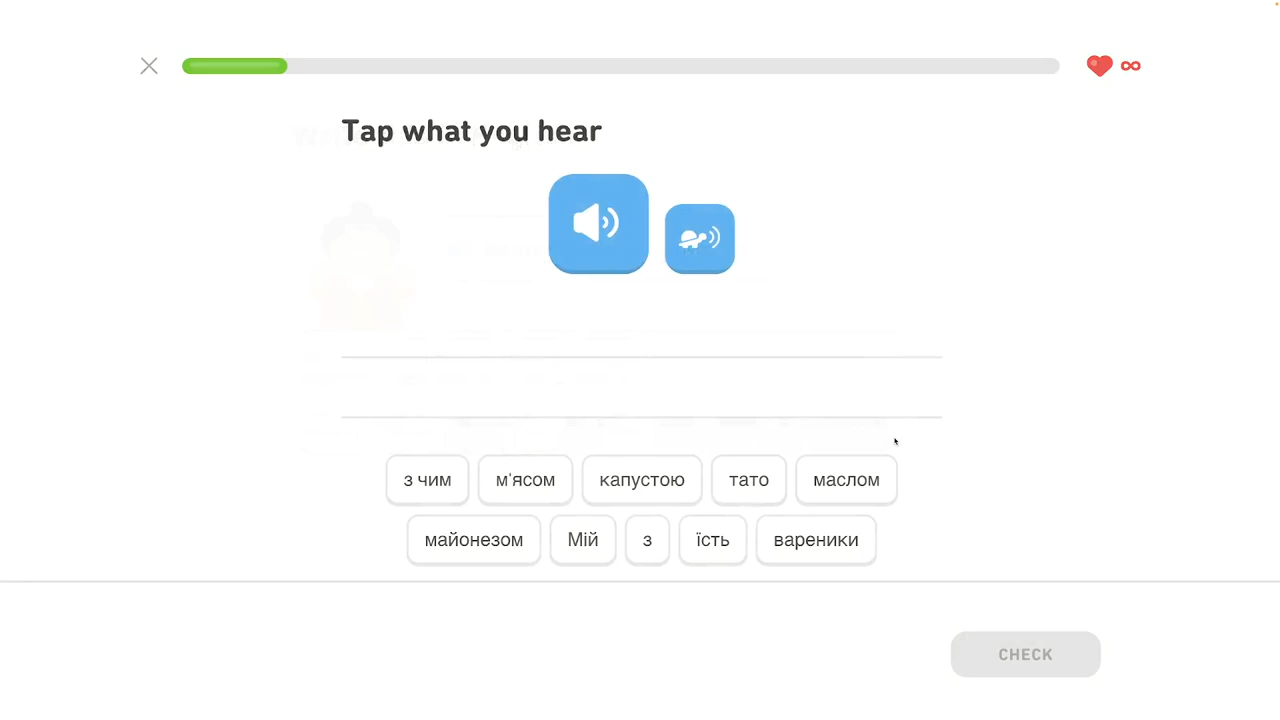 Tap what you hear
з чим м'ясом капустою тато маслом
майонезом Мій з їсть вареники
CHECK